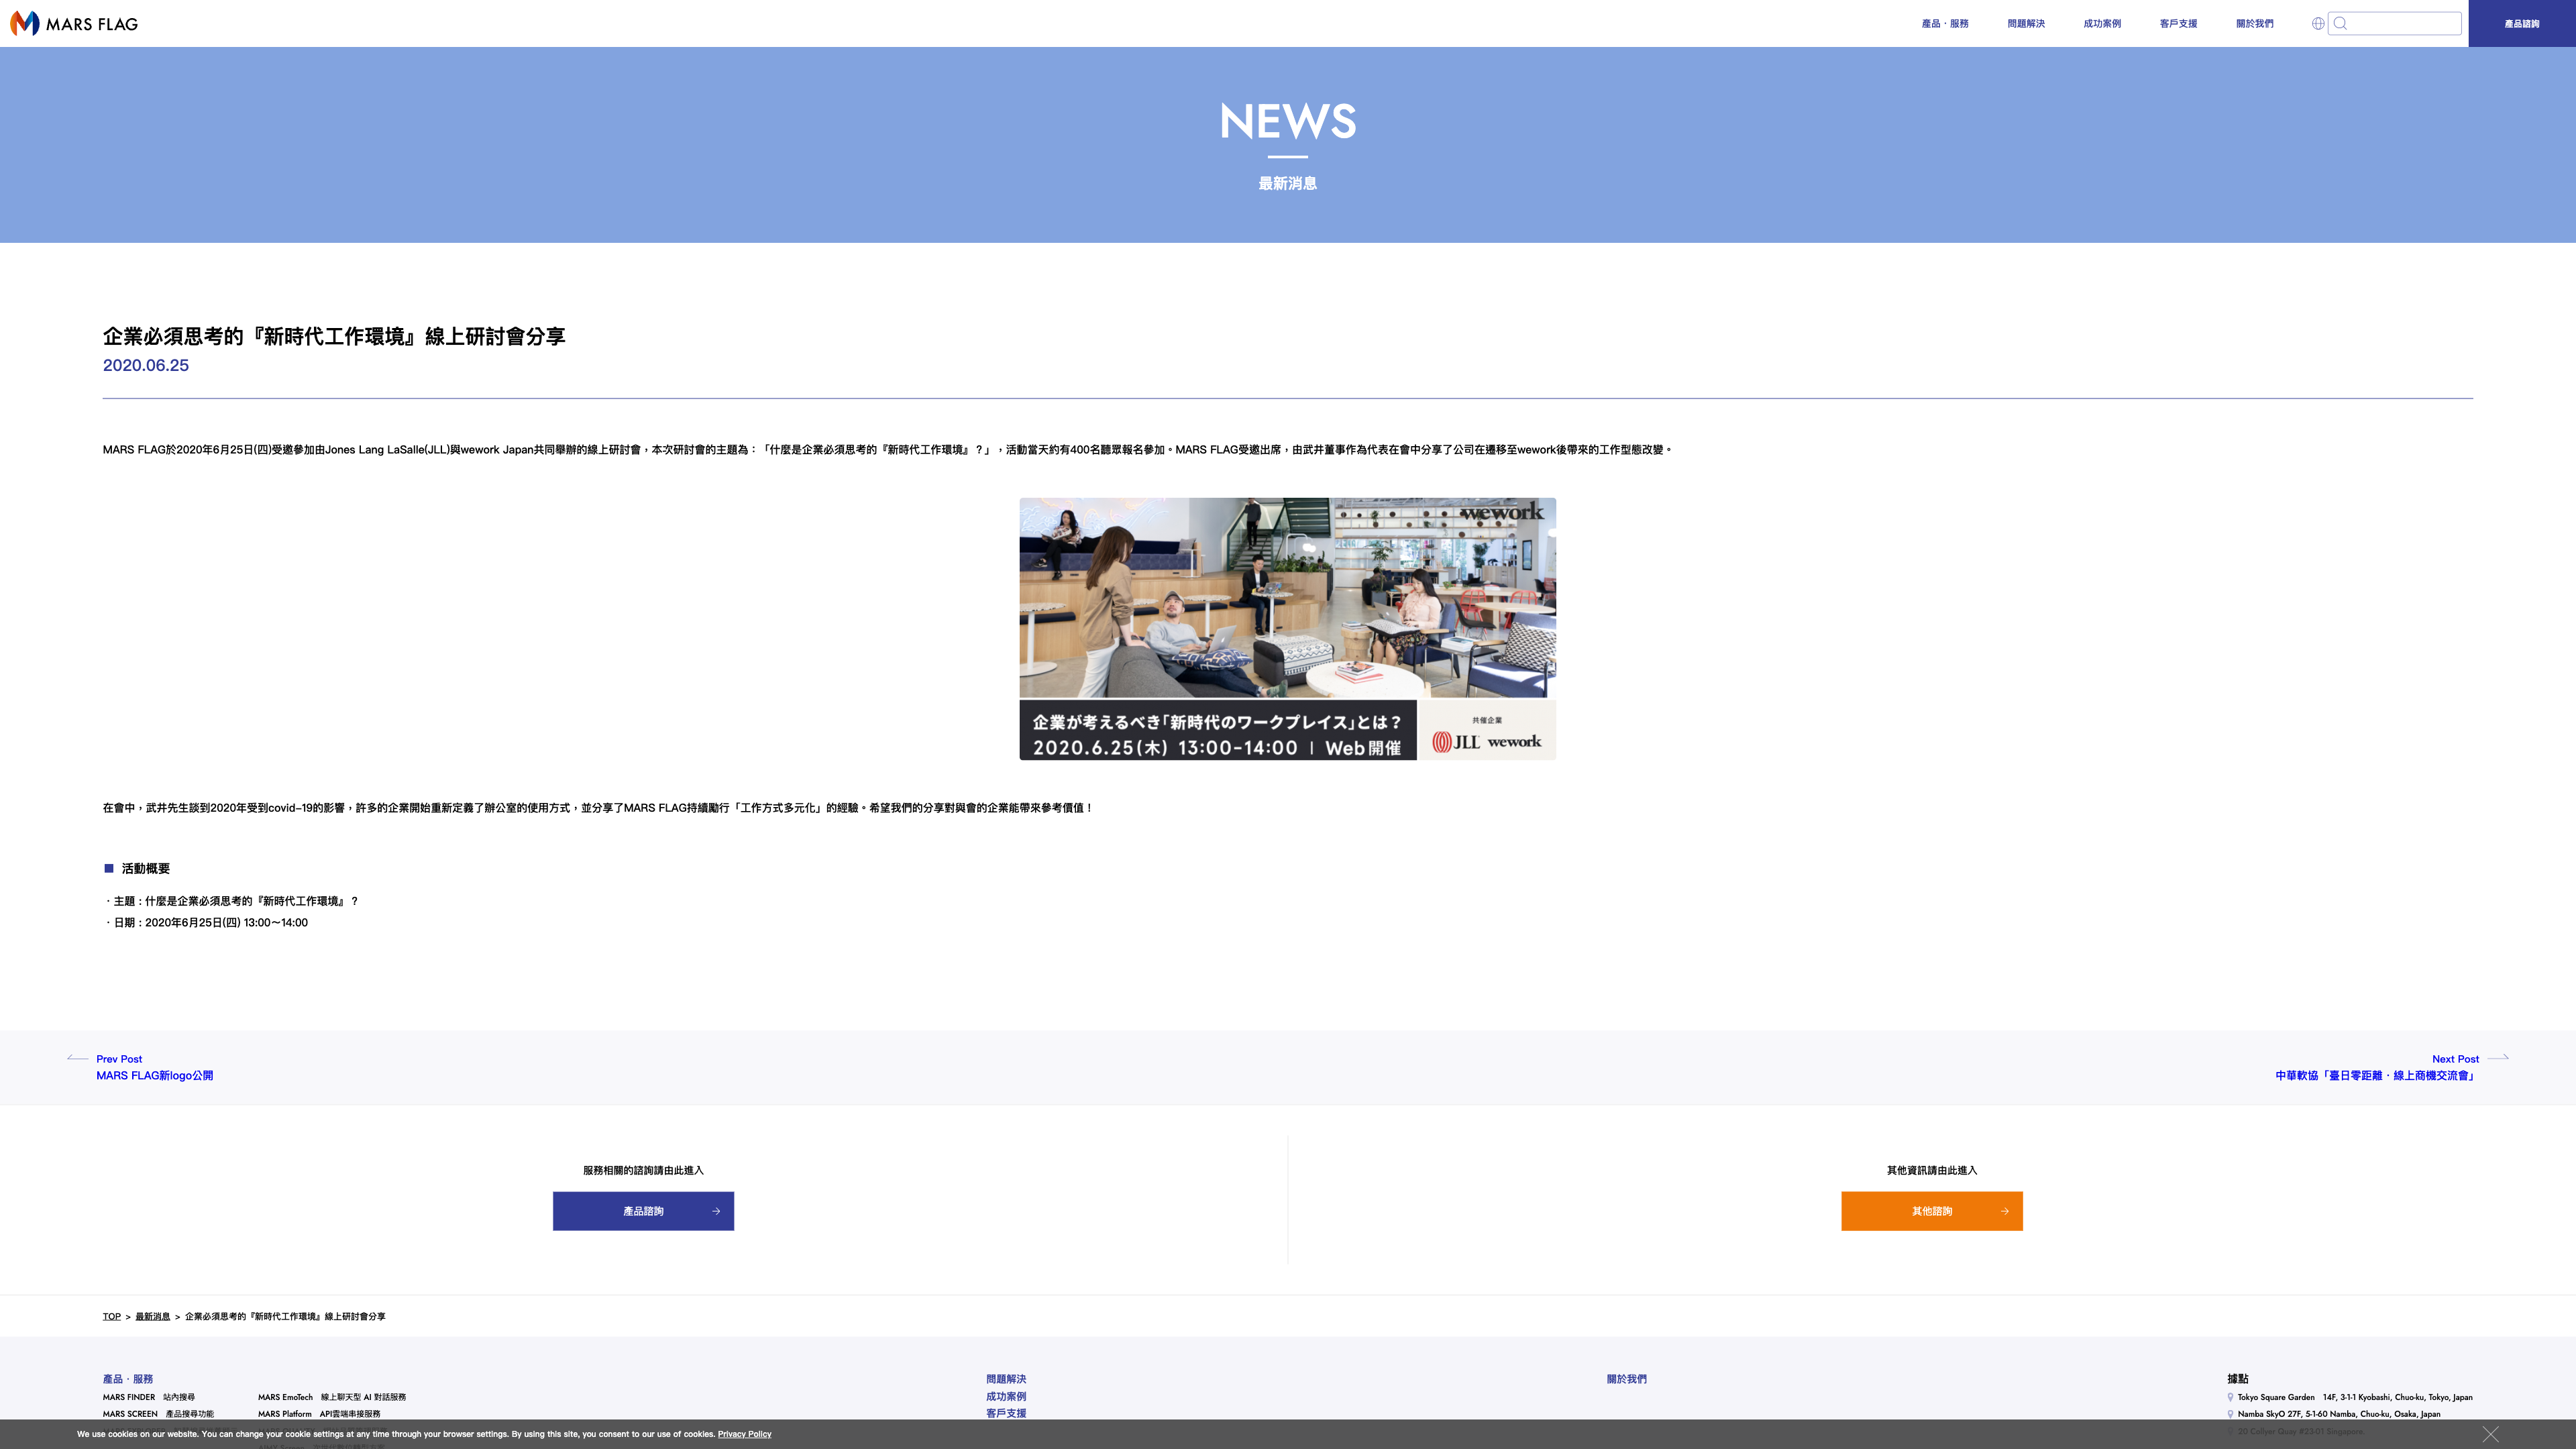 MARS FLAG
產品・服務
問題解決
成功案例
客戶支援
關於我們
產品諮詢
NEWS
最新消息
企業必須思考的『新時代工作環境』線上研討會分享
2020.06.25
MARS FLAG於2020年6月25日(四)受邀參加由Jones Lang LaSalle(JLL)與wework Japan共同舉辦的線上研討會，本次研討會的主題為：「什麼是企業必須思考的『新時代工作環境』？」，活動當天約有400名聽眾報名參加。MARS FLAG受邀出席，由武井董事作為代表在會中分享了公司在遷移至wework後帶來的工作型態改變。
wework
企業が考えるべき「新時代のワークプレイス」とは？
2020.6.25(木) 13:00-14:00 | Web開催
共催企業
JLL wework
在會中，武井先生談到2020年受到covid-19的影響，許多的企業開始重新定義了辦公室的使用方式，並分享了MARS FLAG持續勵行「工作方式多元化」的經驗。希望我們的分享對與會的企業能帶來參考價值！
■ 活動概要
・主題：什麼是企業必須思考的『新時代工作環境』？
・日期：2020年6月25日(四) 13:00～14:00
Prev Post
MARS FLAG新logo公開
Next Post
中華軟協「臺日零距離．線上商機交流會」
服務相關的諮詢請由此進入
產品諮詢
其他資訊請由此進入
其他諮詢
TOP > 最新消息 > 企業必須思考的『新時代工作環境』線上研討會分享
產品・服務
MARS FINDER 站內搜尋
MARS SCREEN 產品搜尋功能
MARS EmoTech 線上聊天型 AI 對話服務
MARS Platform API雲端串接服務
問題解決
成功案例
客戶支援
關於我們
據點
Tokyo Square Garden 14F, 3-1-1 Kyobashi, Chuo-ku, Tokyo, Japan
Namba SkyO 27F, 5-1-60 Namba, Chuo-ku, Osaka, Japan
20 Collyer Quay #23-01 Singapore.
We use cookies on our website. You can change your cookie settings at any time through your browser settings. By using this site, you consent to our use of cookies. Privacy Policy